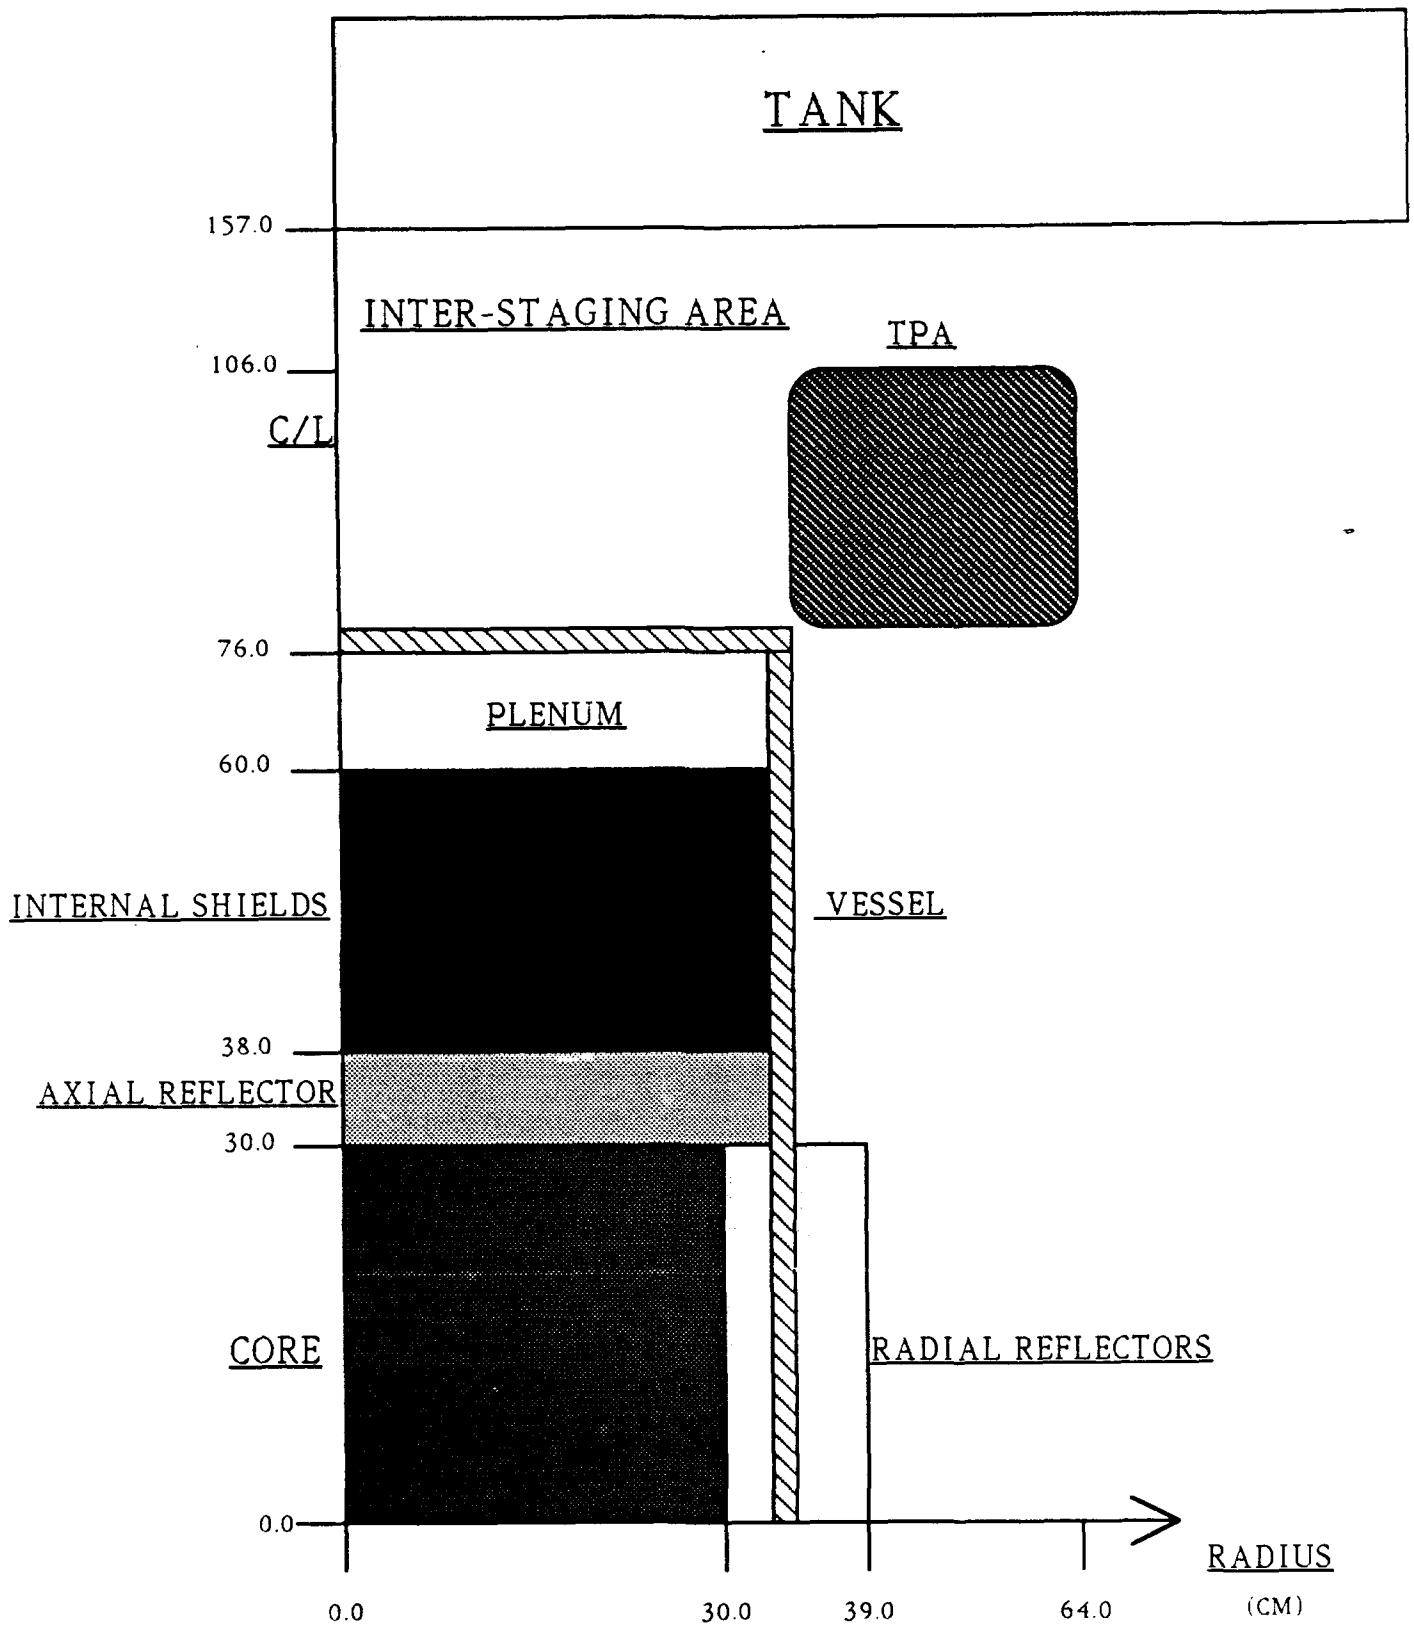 TANK
157.0
INTER-STAGING AREA
TPA
106.0
C/L
76.0
PLENUM
60.0
INTERNAL SHIELDS
VESSEL
38.0
AXIAL REFLECTOR
30.0
CORE
RADIAL REFLECTORS
0.0
RADIUS
0.0 30.0 39.0 64.0 (CM)